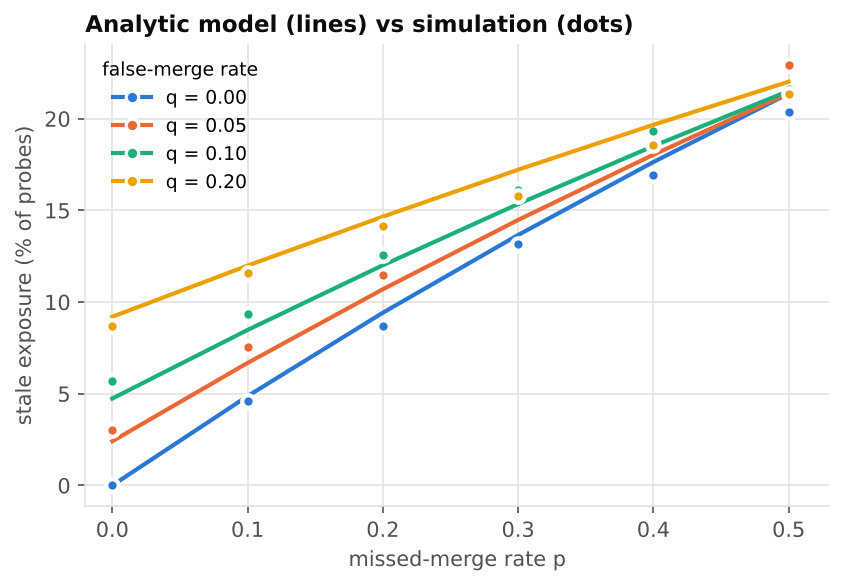 Analytic model (lines) vs simulation (dots)
false-merge rate
q = 0.00
q = 0.05
q = 0.10
q = 0.20
stale exposure (% of probes)
20
15
10
5
0
0.0 0.1 0.2 0.3 0.4 0.5
missed-merge rate p